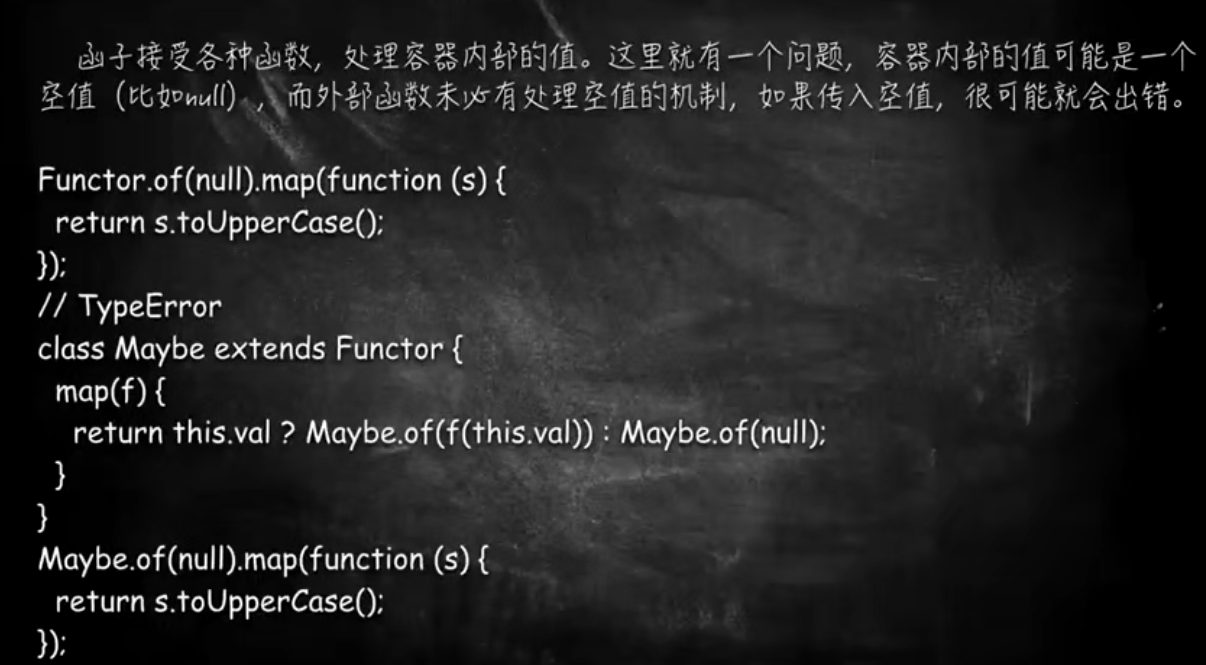 函子接受各种函数，处理容器内部的值。这里就有一个问题，容器内部的值可能是一个
空值（比如null），而外部函数未必有处理空值的机制，如果传入空值，很可能就会出错。
Functor.of(null).map(function (s) {
  return s.toUpperCase();
});
// TypeError
class Maybe extends Functor {
  map(f) {
    return this.val ? Maybe.of(f(this.val)) : Maybe.of(null);
  }
}
Maybe.of(null).map(function (s) {
  return s.toUpperCase();
});